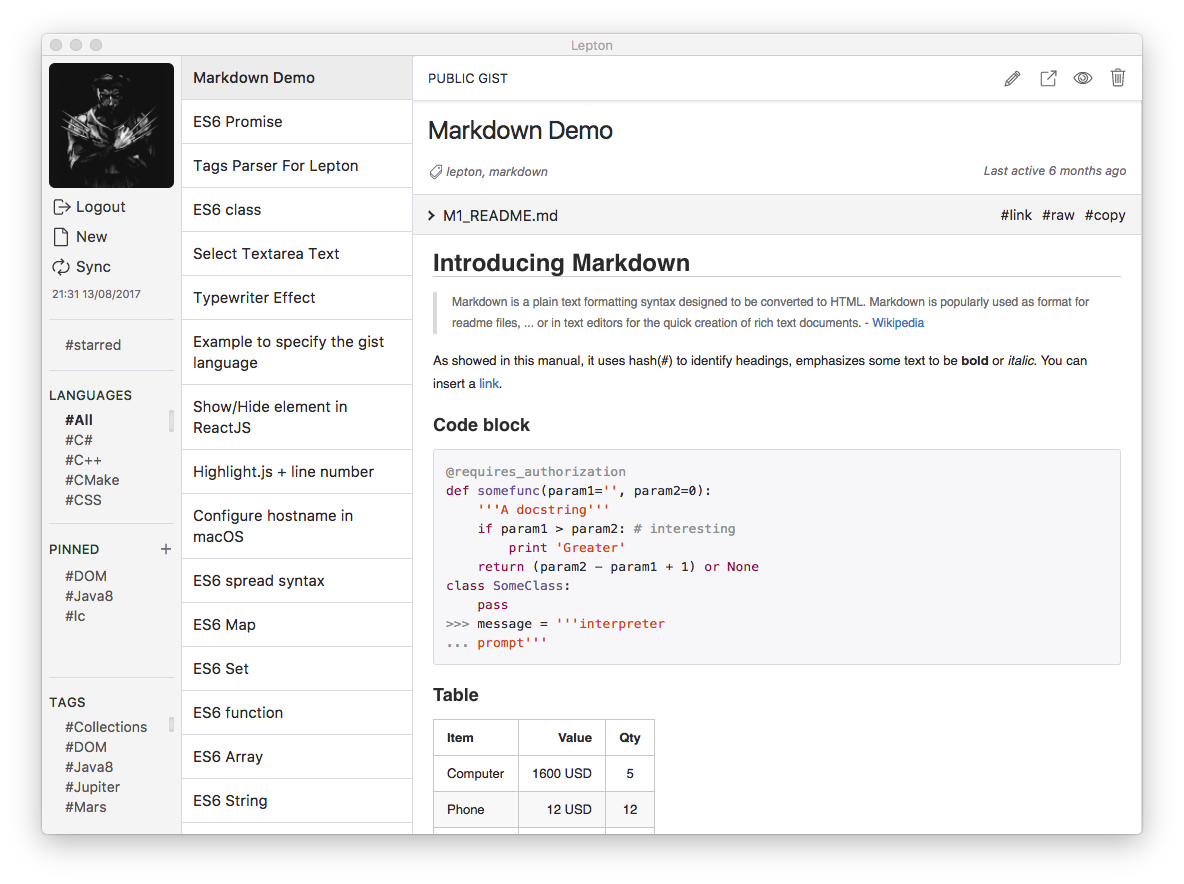 Lepton
Logout
New
Sync
21:31 13/08/2017
#starred
LANGUAGES
#All
#C#
#C++
#CMake
#CSS
PINNED +
#DOM
#Java8
#lc
TAGS
#Collections
#DOM
#Java8
#Jupiter
#Mars
Markdown Demo
ES6 Promise
Tags Parser For Lepton
ES6 class
Select Textarea Text
Typewriter Effect
Example to specify the gist
language
Show/Hide element in
ReactJS
Highlight.js + line number
Configure hostname in
macOS
ES6 spread syntax
ES6 Map
ES6 Set
ES6 function
ES6 Array
ES6 String
PUBLIC GIST
Markdown Demo
lepton, markdown
Last active 6 months ago
M1_README.md
#link #raw #copy
Introducing Markdown
Markdown is a plain text formatting syntax designed to be converted to HTML. Markdown is popularly used as format for
readme files, ... or in text editors for the quick creation of rich text documents. - Wikipedia
As showed in this manual, it uses hash(#) to identify headings, emphasizes some text to be bold or italic. You can
insert a link.
Code block
@requires_authorization
def somefunc(param1='', param2=0):
    '''A docstring'''
    if param1 > param2: # interesting
        print 'Greater'
    return (param2 - param1 + 1) or None
class SomeClass:
    pass
>>> message = '''interpreter
... prompt'''
Table
Item Value Qty
Computer 1600 USD 5
Phone 12 USD 12